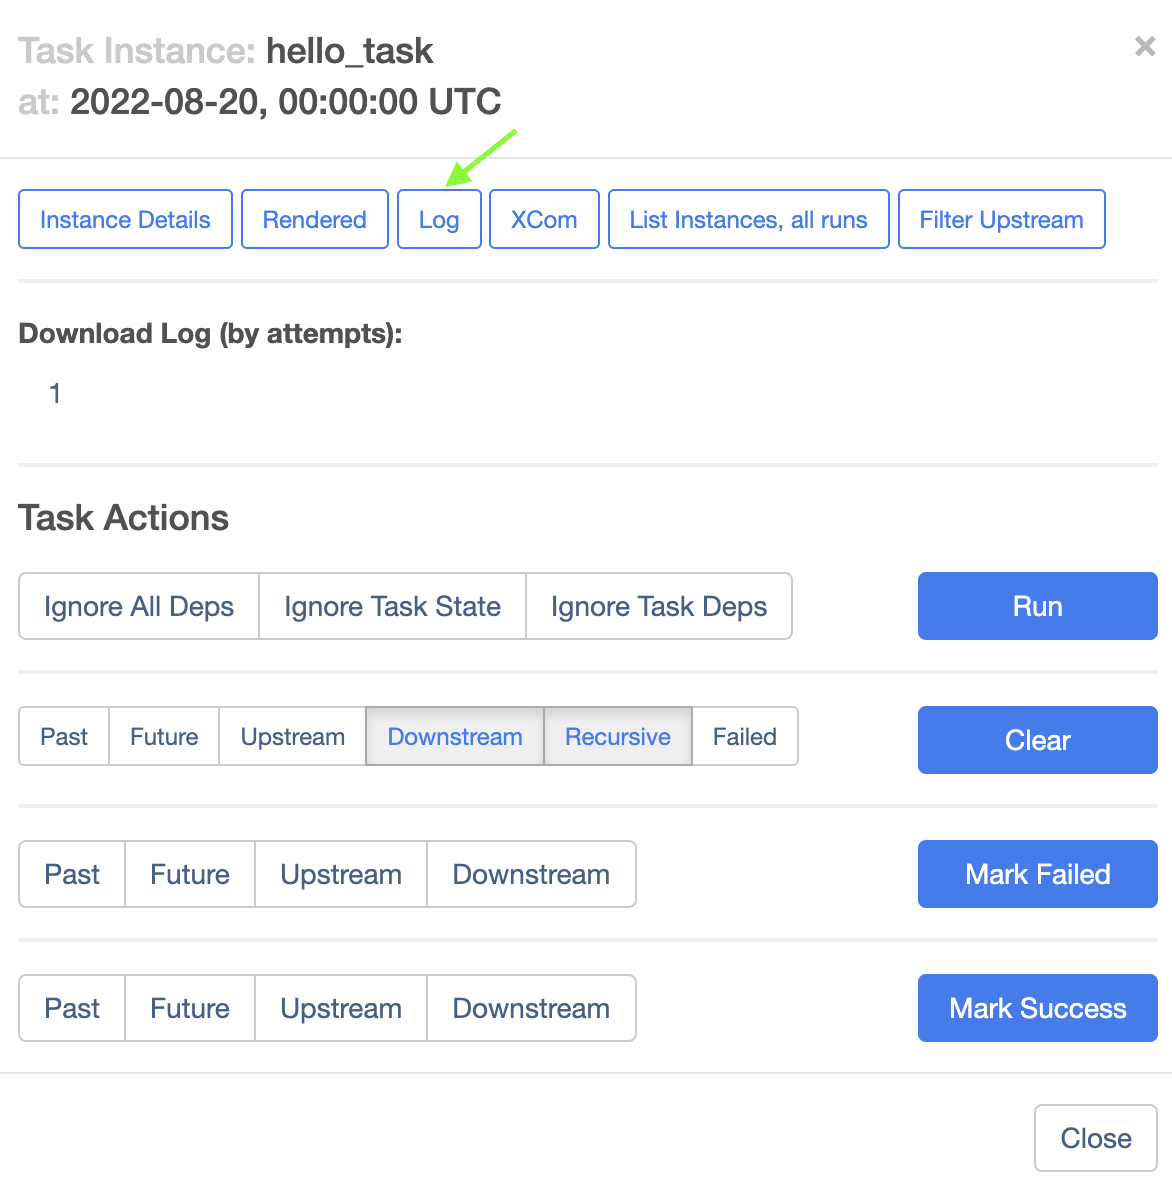 Task Instance: hello_task
at: 2022-08-20, 00:00:00 UTC
×
Instance Details Rendered Log XCom List Instances, all runs Filter Upstream
Download Log (by attempts):
1
Task Actions
Ignore All Deps Ignore Task State Ignore Task Deps Run
Past Future Upstream Downstream Recursive Failed Clear
Past Future Upstream Downstream Mark Failed
Past Future Upstream Downstream Mark Success
Close